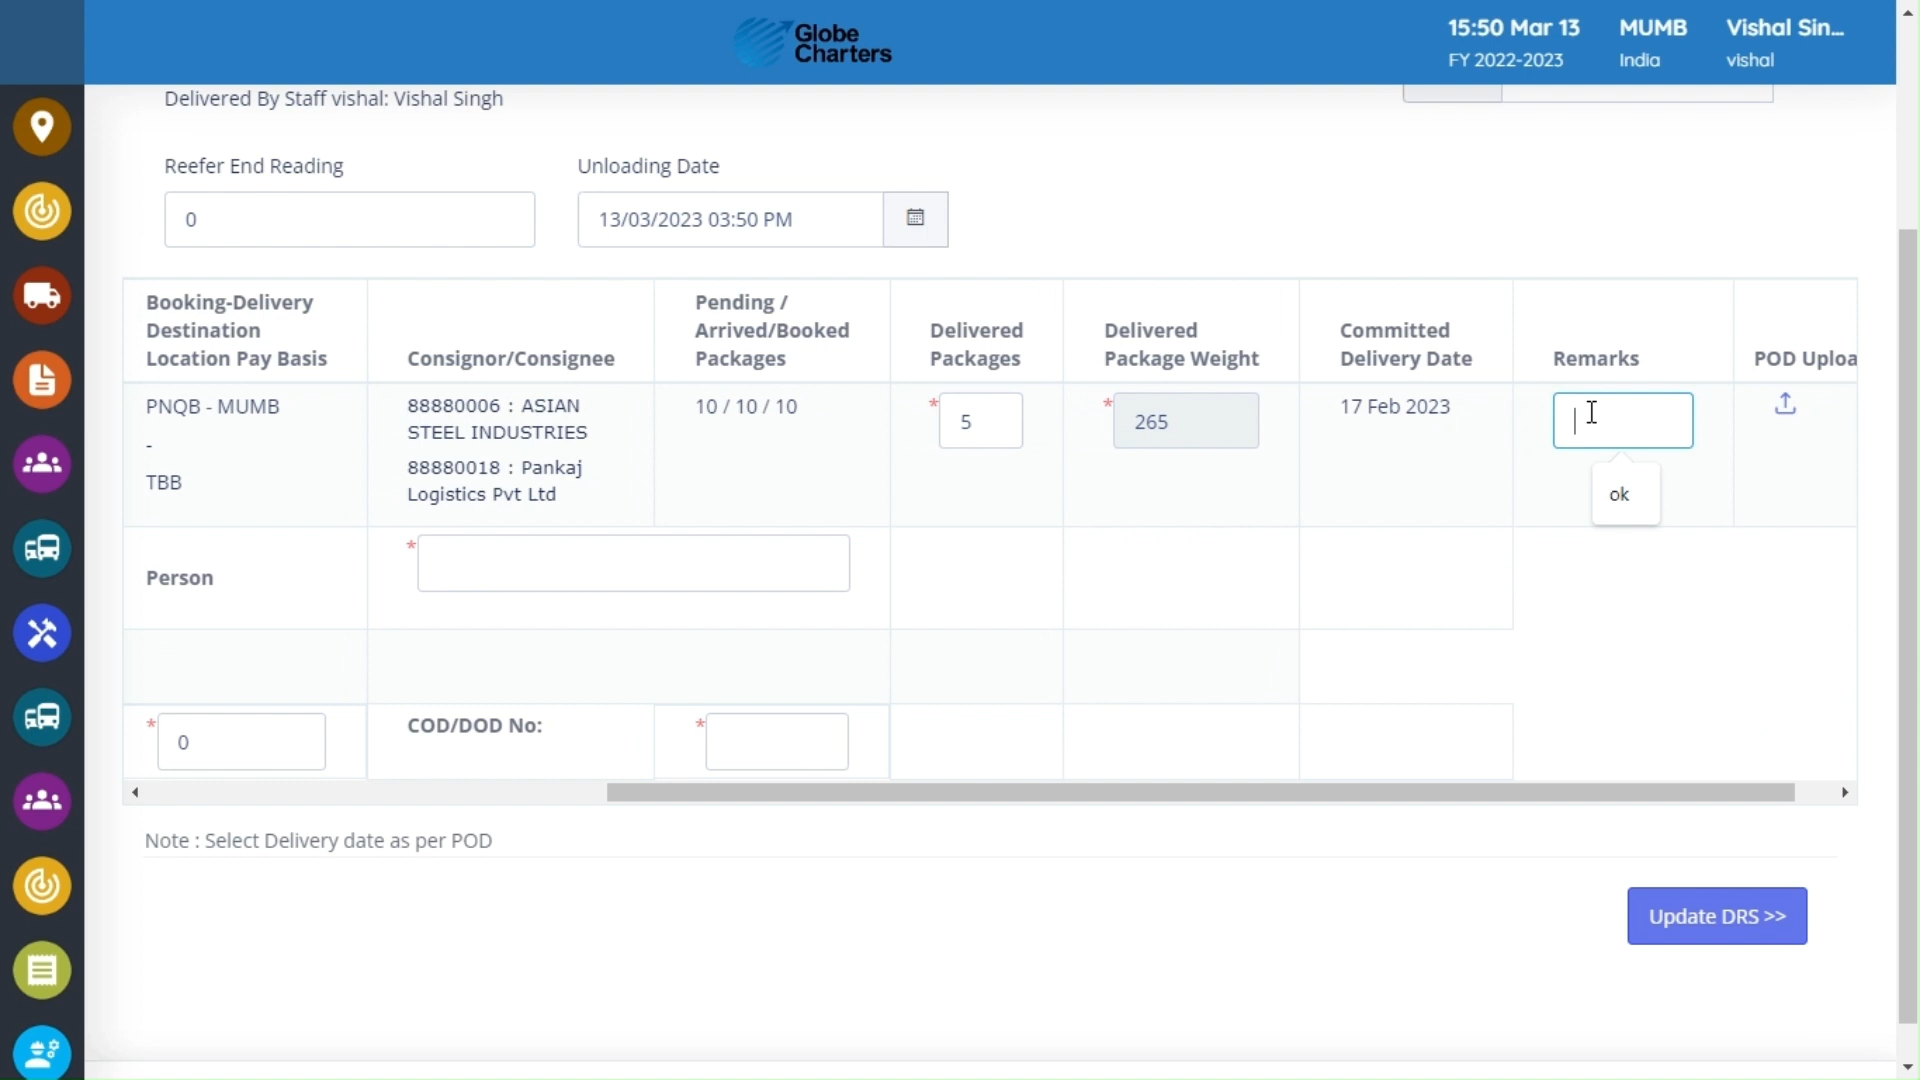 Globe
Charters
15:50 Mar 13
FY 2022-2023
MUMB
India
Vishal Sin...
vishal
Delivered By Staff vishal: Vishal Singh
Reefer End Reading
0
Unloading Date
13/03/2023 03:50 PM
Booking-Delivery
Destination
Location Pay Basis
Consignor/Consignee
Pending /
Arrived/Booked
Packages
Delivered
Packages
Delivered
Package Weight
Committed
Delivery Date
Remarks
POD Uploa
PNQB - MUMB
-
TBB
88880006 : ASIAN
STEEL INDUSTRIES
88880018 : Pankaj
Logistics Pvt Ltd
10 / 10 / 10
* 5
* 265
17 Feb 2023
ok
Person
*
* 0
COD/DOD No:
*
Note : Select Delivery date as per POD
Update DRS >>